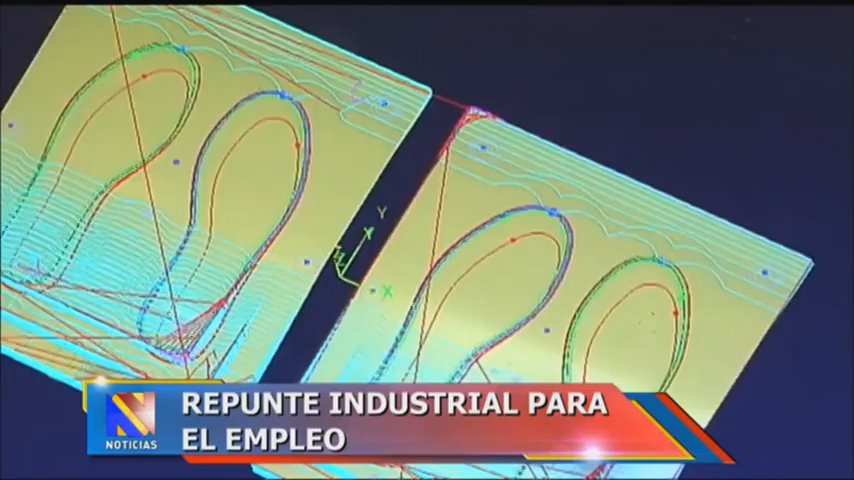 Y
X
REPUNTE INDUSTRIAL PARA
EL EMPLEO
N
NOTICIAS